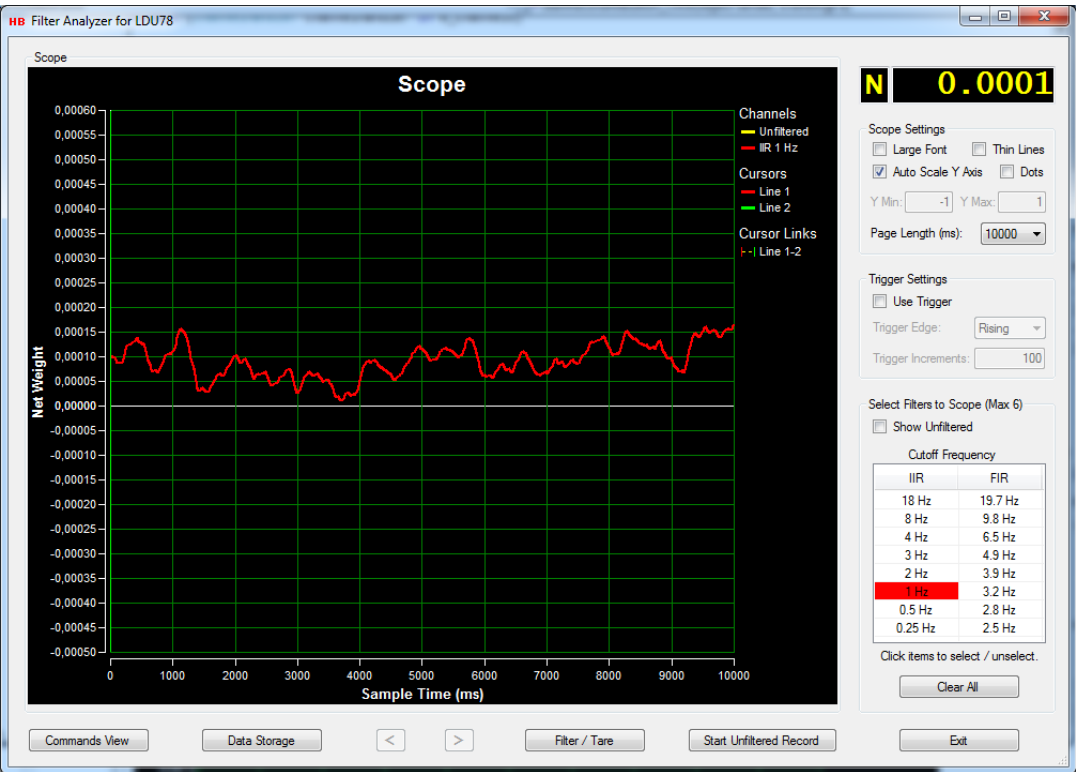 HB Filter Analyzer for LDU78
Scope
Scope
0,00060
0,00055
0,00050
0,00045
0,00040
0,00035
0,00030
0,00025
0,00020
0,00015
0,00010
0,00005
0,00000
-0,00005
-0,00010
-0,00015
-0,00020
-0,00025
-0,00030
-0,00035
-0,00040
-0,00045
-0,00050
Net Weight
0 1000 2000 3000 4000 5000 6000 7000 8000 9000 10000
Sample Time (ms)
Channels
Unfiltered
IIR 1 Hz
Cursors
Line 1
Line 2
Cursor Links
Line 1-2
N 0.0001
Scope Settings
Large Font Thin Lines
Auto Scale Y Axis Dots
Y Min: -1 Y Max: 1
Page Length (ms): 10000
Trigger Settings
Use Trigger
Trigger Edge: Rising
Trigger Increments: 100
Select Filters to Scope (Max 6)
Show Unfiltered
Cutoff Frequency
IIR FIR
18 Hz 19.7 Hz
8 Hz 9.8 Hz
4 Hz 6.5 Hz
3 Hz 4.9 Hz
2 Hz 3.9 Hz
1 Hz 3.2 Hz
0.5 Hz 2.8 Hz
0.25 Hz 2.5 Hz
Click items to select / unselect.
Clear All
Commands View Data Storage < > Filter / Tare Start Unfiltered Record Exit